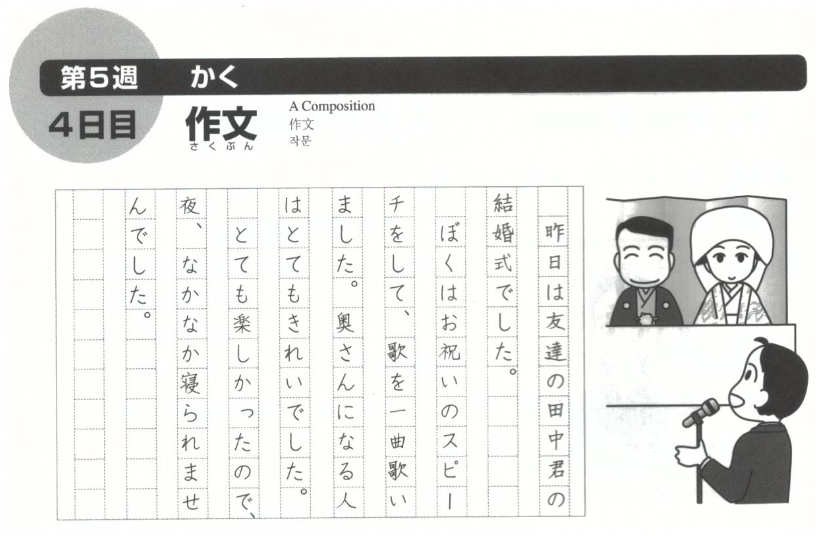 第5週 かく
4日目 作文
さくぶん
A Composition
作文
작문
昨日は友達の田中君の
結婚式でした。
ぼくはお祝いのスピー
チをして、歌を一曲歌い
ました。奥さんになる人
はとてもきれいでした。
とても楽しかったので、
夜、なかなか寝られませ
んでした。